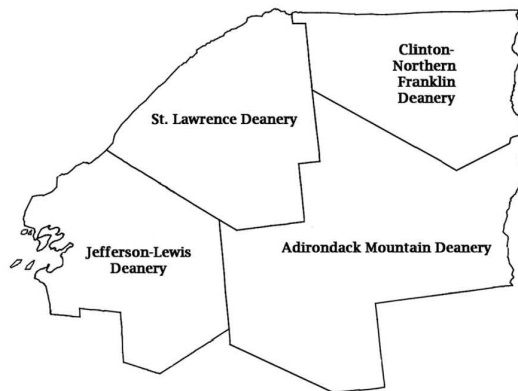 Clinton-
Northern
Franklin
Deanery
St. Lawrence Deanery
Jefferson-Lewis
Deanery
Adirondack Mountain Deanery